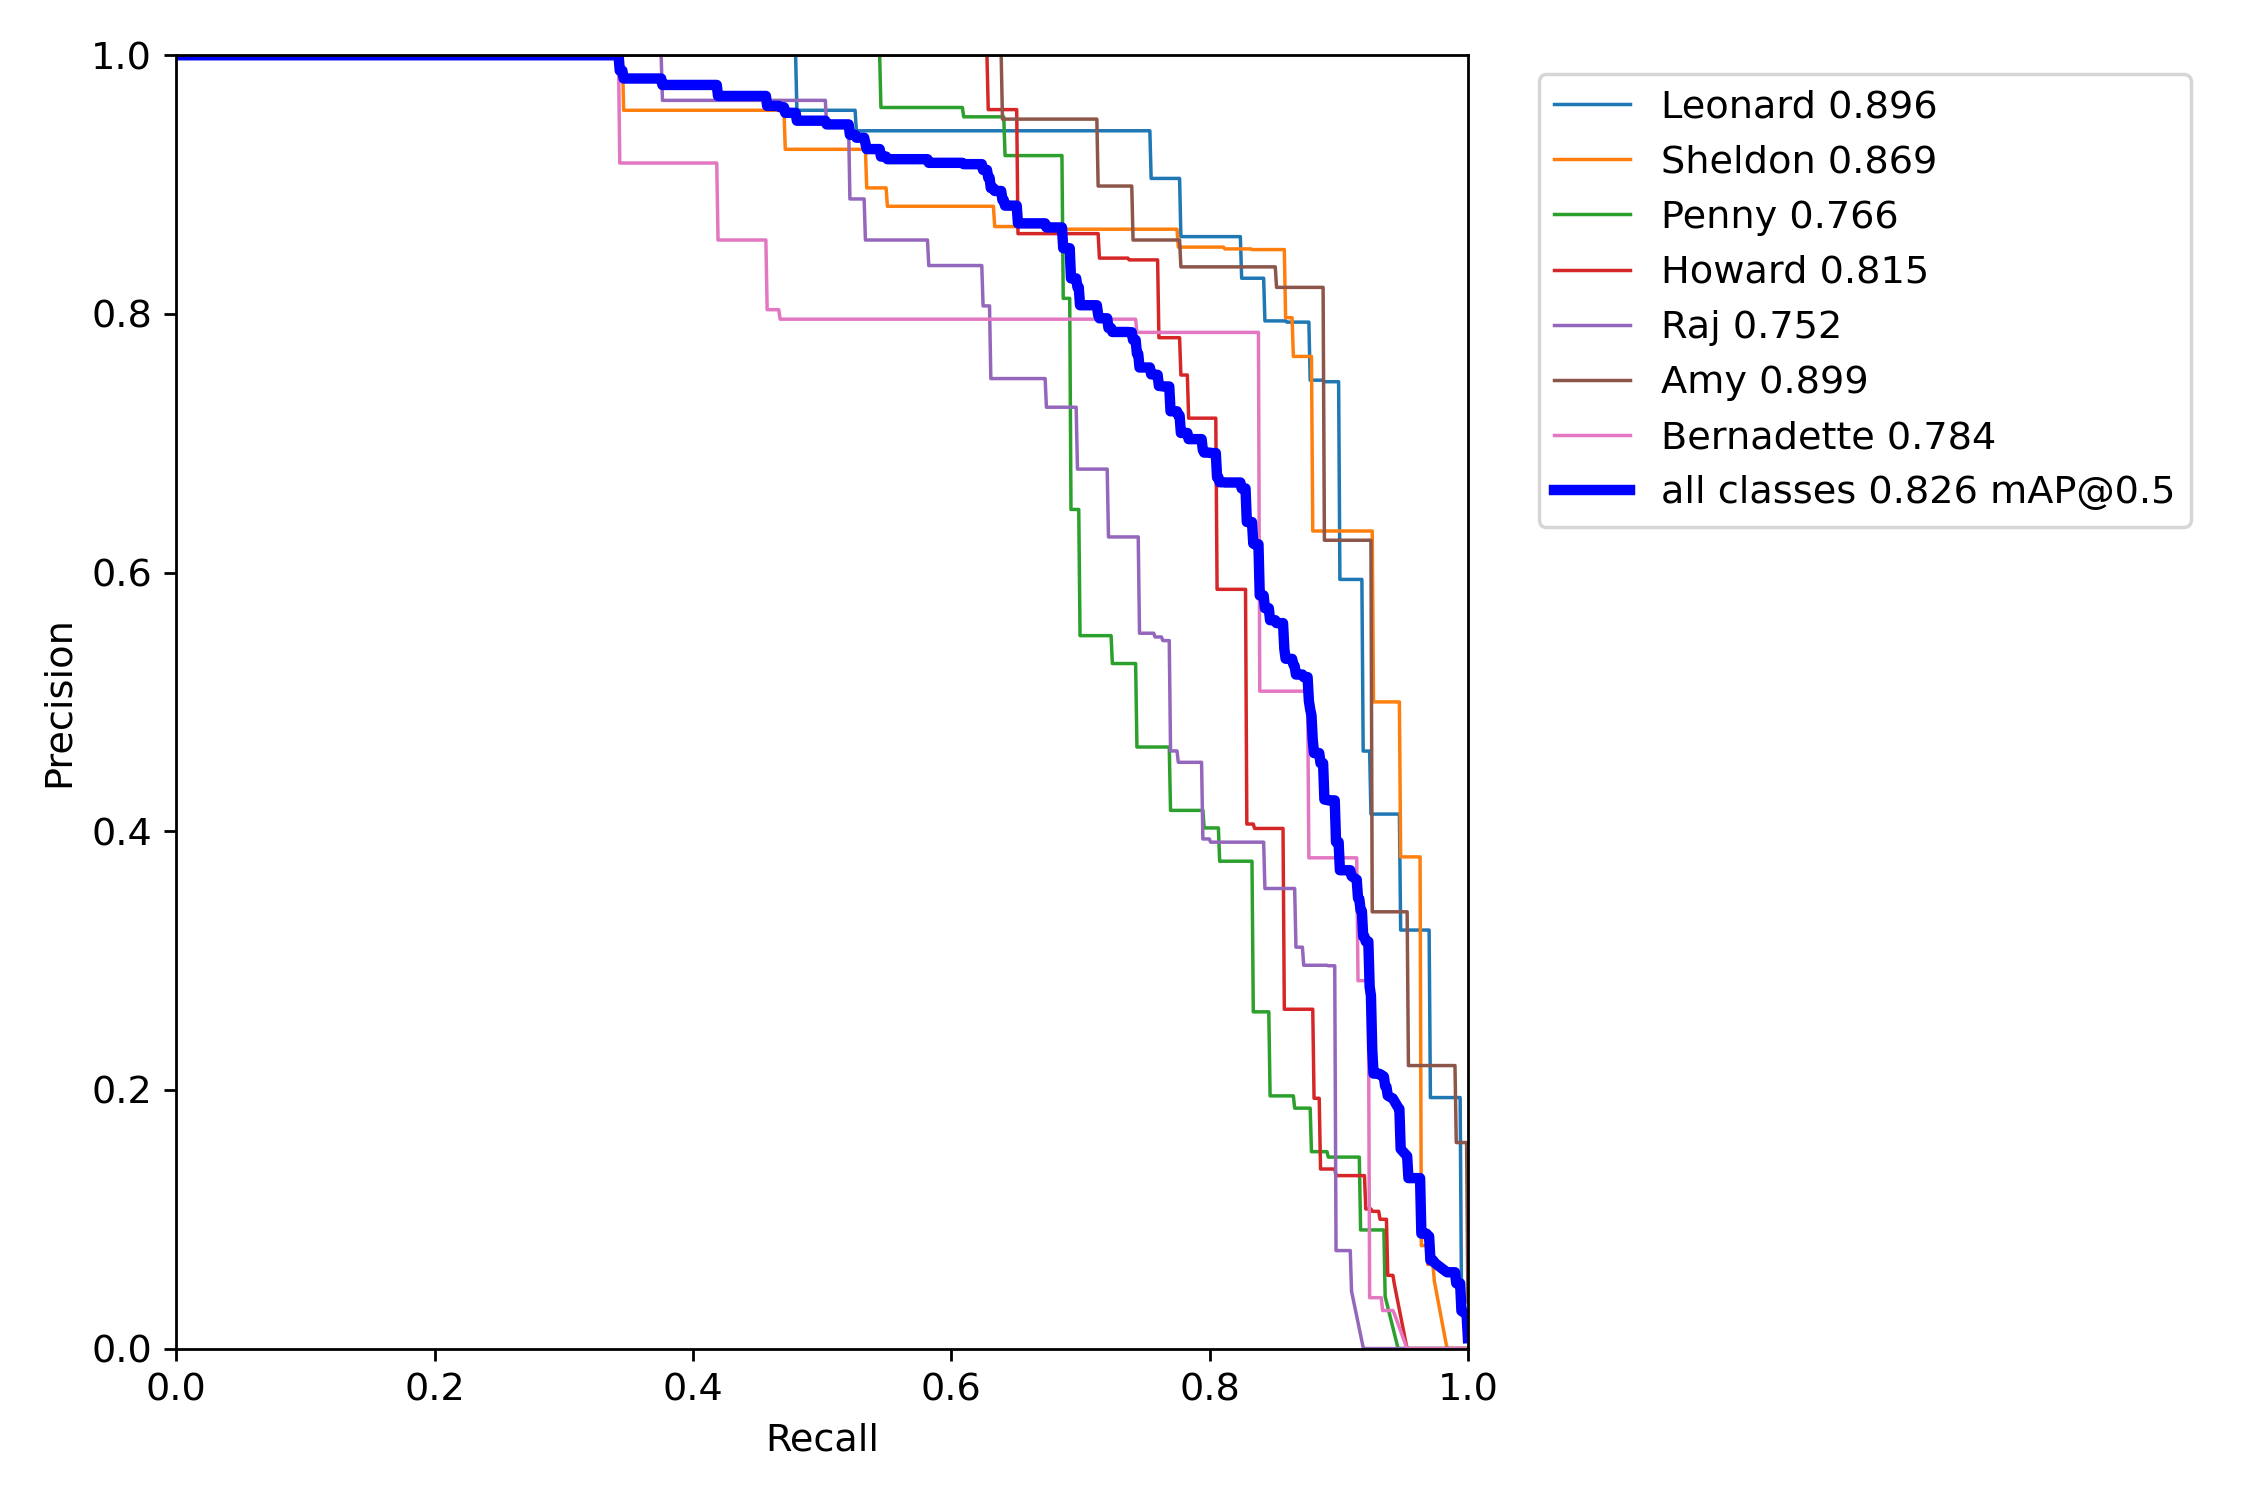 1.0
0.8
0.6
0.4
0.2
0.0
Precision
0.0 0.2 0.4 0.6 0.8 1.0
Recall
Leonard 0.896
Sheldon 0.869
Penny 0.766
Howard 0.815
Raj 0.752
Amy 0.899
Bernadette 0.784
all classes 0.826 mAP@0.5